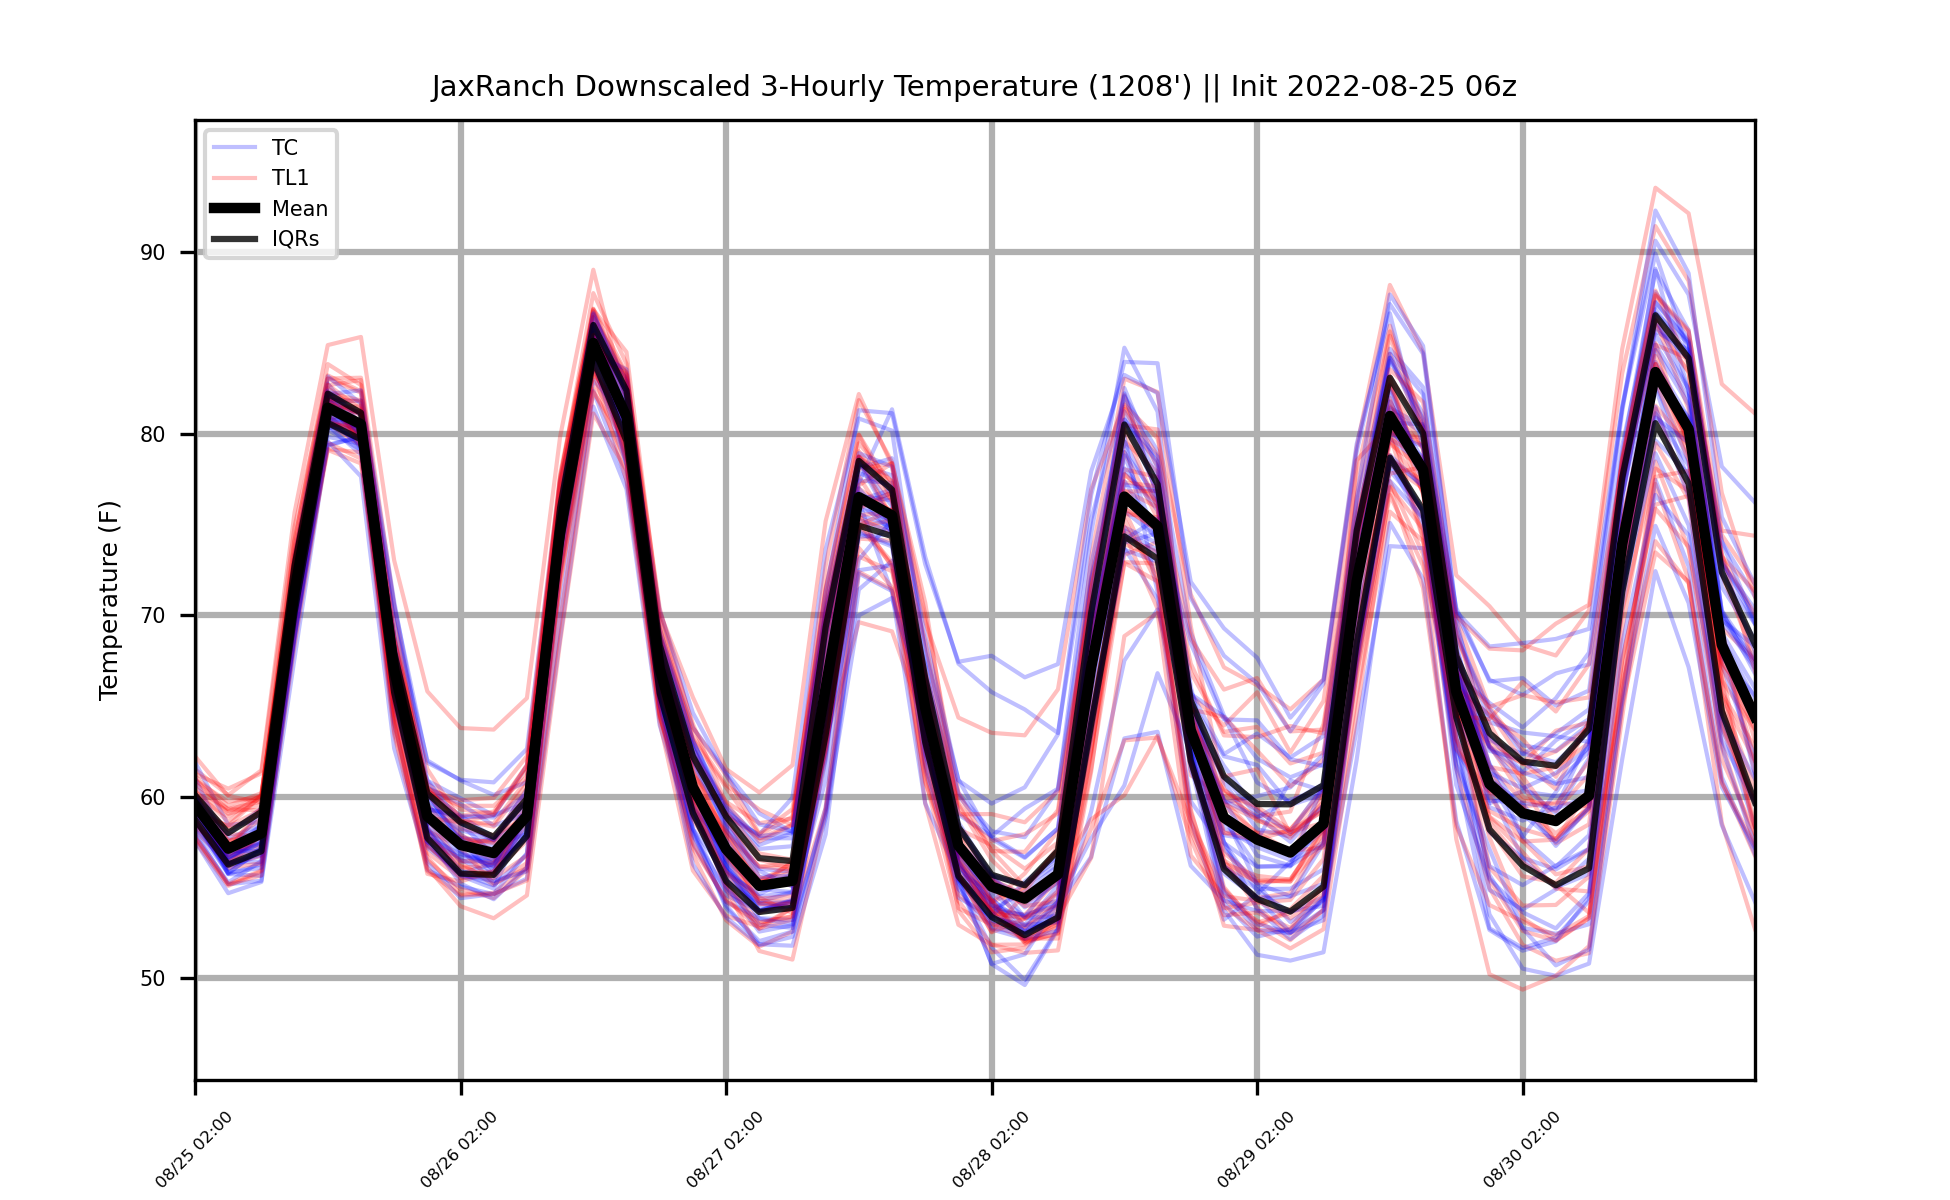 JaxRanch Downscaled 3-Hourly Temperature (1208') || Init 2022-08-25 06z
TC
TL1
Mean
IQRs
Temperature (F)
90
80
70
60
50
08/25 02:00
08/26 02:00
08/27 02:00
08/28 02:00
08/29 02:00
08/30 02:00